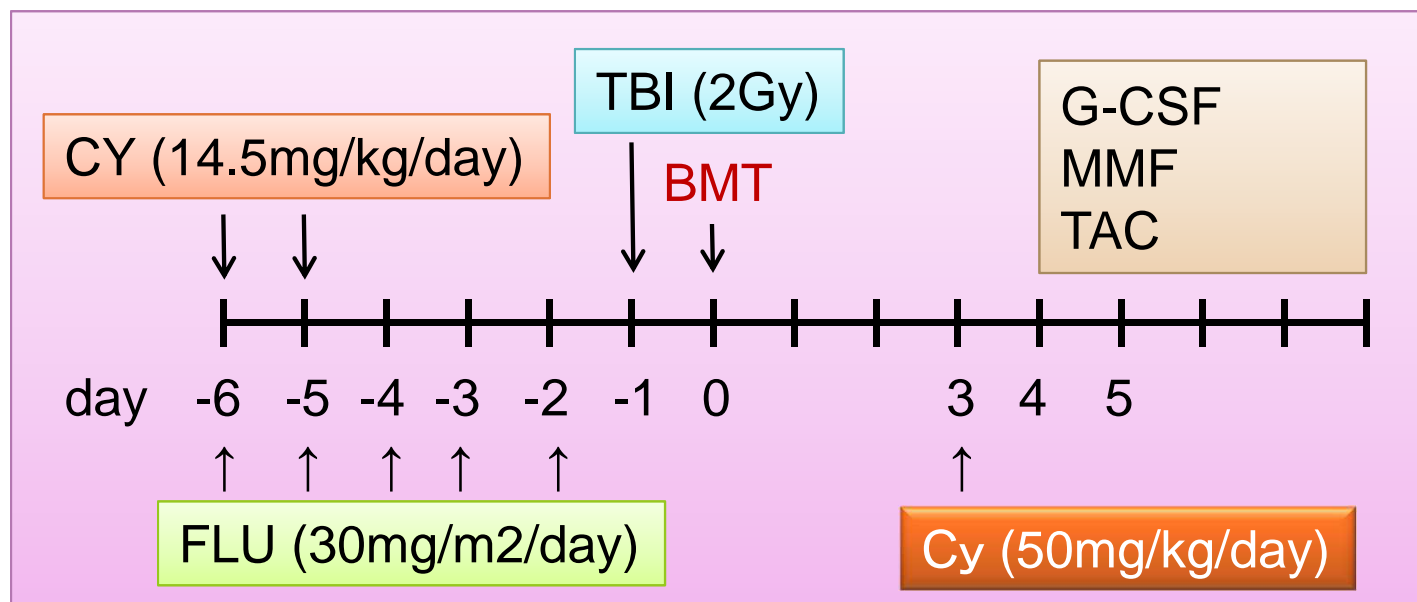 TBI (2Gy)
CY (14.5mg/kg/day)
BMT
G-CSF
MMF
TAC
day -6 -5 -4 -3 -2 -1 0 3 4 5
↑ ↑ ↑ ↑ ↑ ↑
FLU (30mg/m2/day)
Cy (50mg/kg/day)